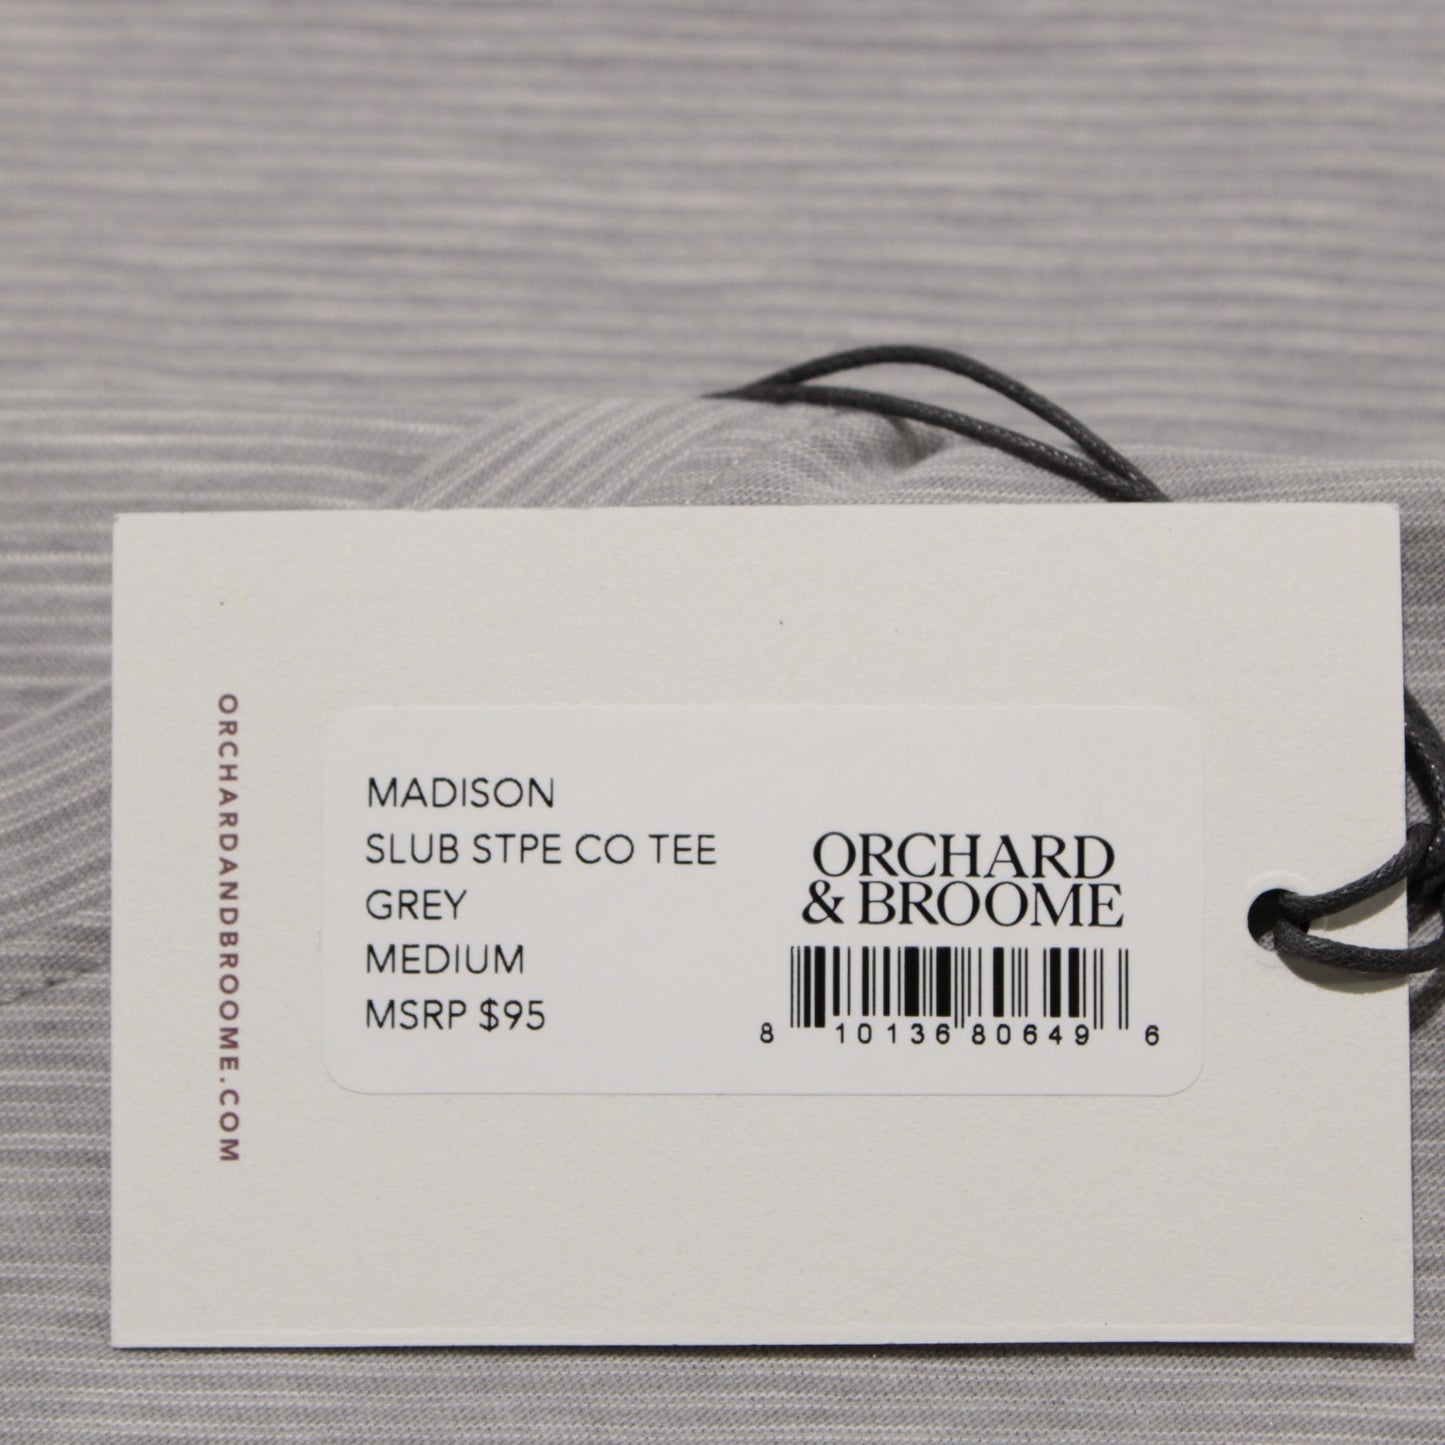 ORCHARDANDBROOME.COM
MADISON
SLUB STPE CO TEE
GREY
MEDIUM
MSRP $95
ORCHARD
& BROOME
8 10136 80649 6